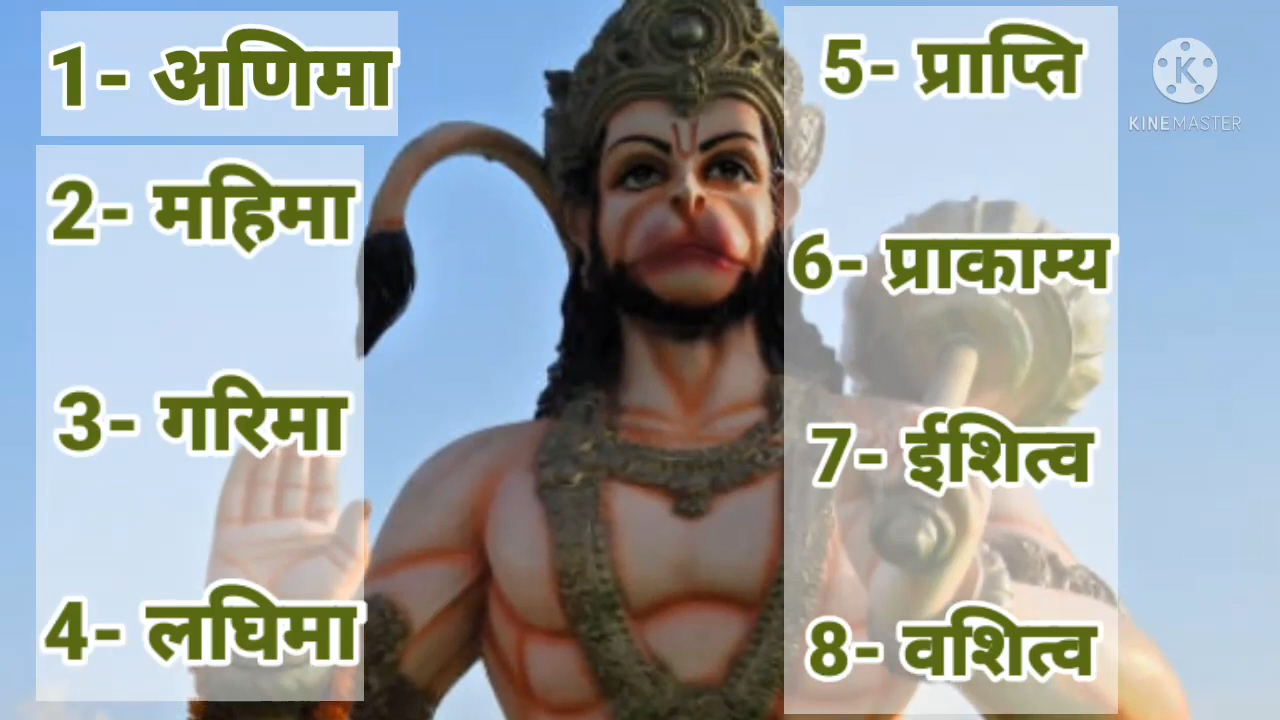 1- अणिमा
2- महिमा
3- गरिमा
4- लघिमा
5- प्राप्ति
6- प्राकाम्य
7- ईशित्व
8- वशित्व
K
KINEMASTER